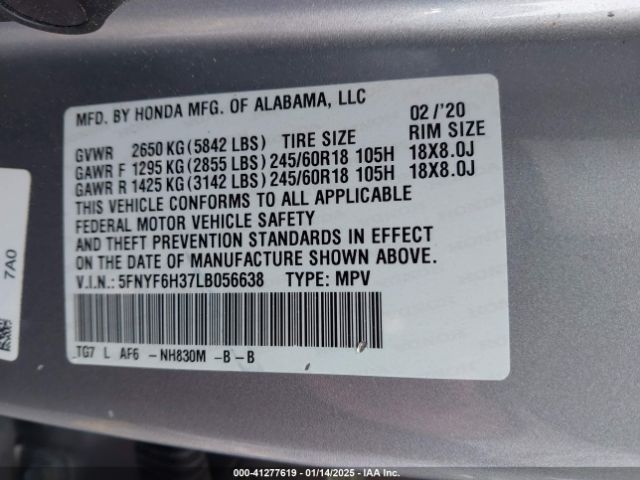 MFD. BY HONDA MFG. OF ALABAMA, LLC 02 /'20
GVWR 2650 KG (5842 LBS) TIRE SIZE RIM SIZE
GAWR F 1295 KG (2855 LBS) 245/60R18 105H 18X8.0J
GAWR R 1425 KG (3142 LBS) 245/60R18 105H 18X8.0J
THIS VEHICLE CONFORMS TO ALL APPLICABLE
FEDERAL MOTOR VEHICLE SAFETY
AND THEFT PREVENTION STANDARDS IN EFFECT
ON THE DATE OF MANUFACTURE SHOWN ABOVE.
V.I.N.: 5FNYF6H37LB056638 TYPE: MPV
TG7 L AF6 -NH830M -B-B
7A0
000-41277619 - 01/14/2025 - IAA Inc.